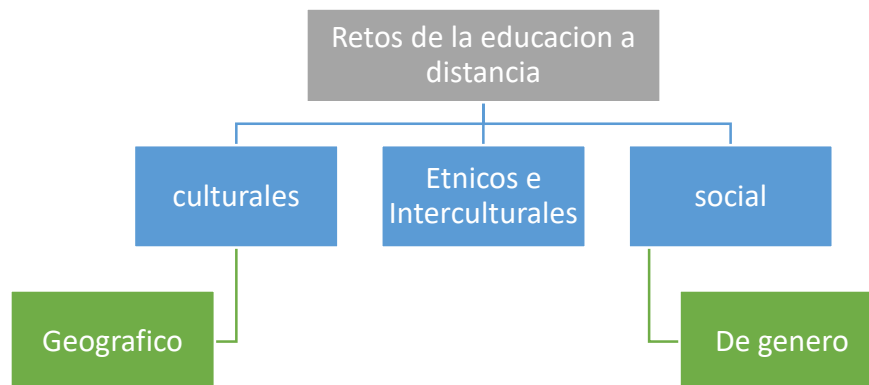 Retos de la educacion a
distancia
culturales
Etnicos e
Interculturales
social
Geografico
De genero